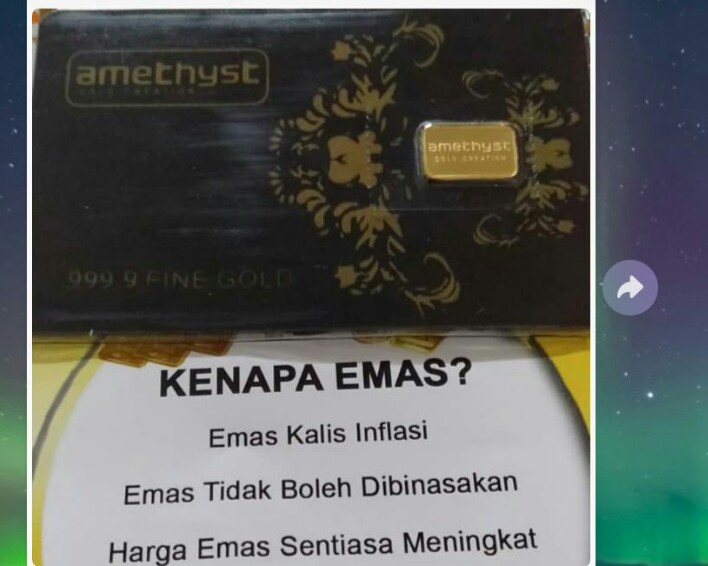 amethyst
GOLD CREATION
amethyst
GOLD CREATION
999 9 FINE GOLD
KENAPA EMAS?
Emas Kalis Inflasi
Emas Tidak Boleh Dibinasakan
Harga Emas Sentiasa Meningkat